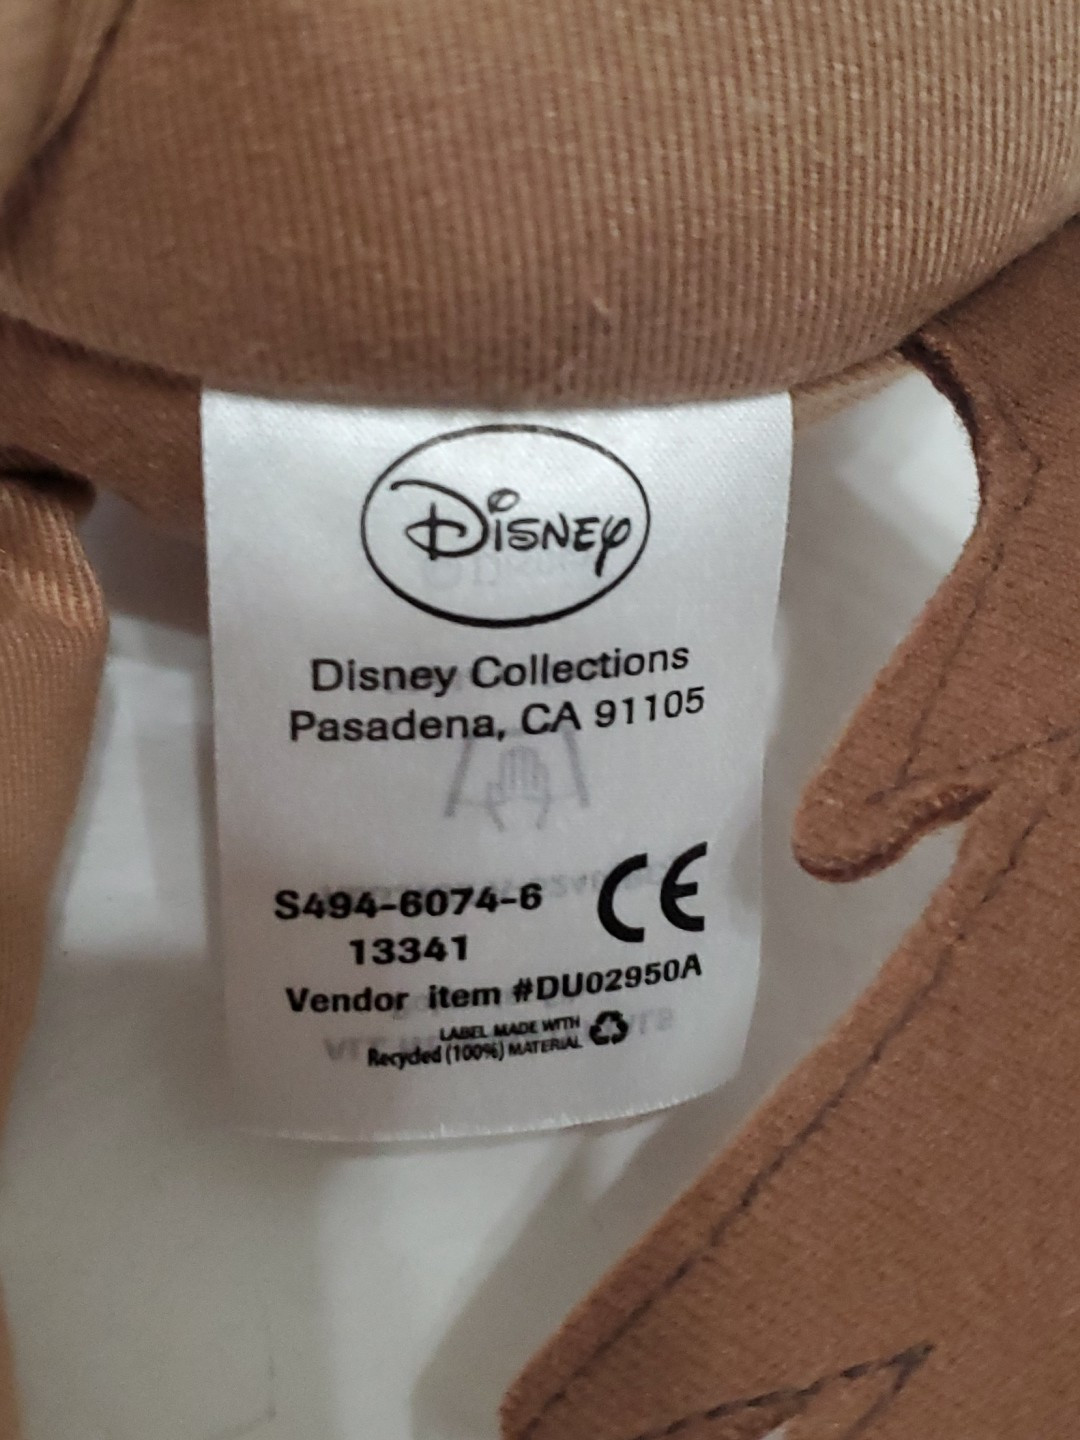 Disney
Disney Collections
Pasadena, CA 91105
S494-6074-6
CE
13341
Vendor item #DU02950A
LABEL MADE WITH
Recycled (100%) MATERIAL